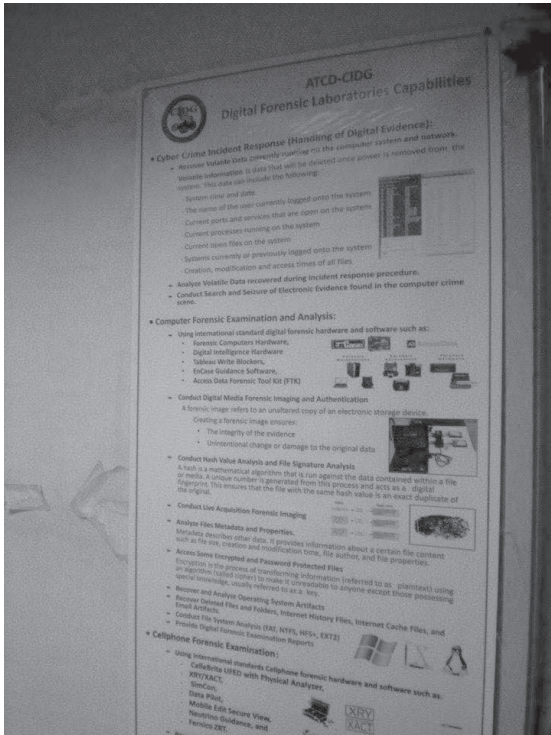 CIDG
ATCD-CIDG
Digital Forensic Laboratories Capabilities
• Cyber Crime Incident Response (Handling of Digital Evidence):
Recover Volatile Data currently running on the computer system and network.
Volatile Information is data that will be deleted once power is removed from the
system. This data can include the following:
- System time and date
- The name of the user currently logged onto the system
- Current ports and services that are open on the system
- Current processes running on the system
- Current open files on the system
- Systems currently or previously logged onto the system
- Creation, modification and access times of all files
Analyze Volatile Data recovered during incident response procedure.
Conduct Search and Seizure of Electronic Evidence found in the computer crime
scene.
• Computer Forensic Examination and Analysis:
Using international standard digital forensic hardware and software such as:
• Forensic Computers Hardware,
• Digital Intelligence Hardware
• Tableau Write Blockers,
• EnCase Guidance Software,
• Access Data Forensic Tool Kit (FTK)
Conduct Digital Media Forensic Imaging and Authentication
A forensic image refers to an unaltered copy of an electronic storage device.
Creating a forensic image ensures:
• The integrity of the evidence
• Unintentional change or damage to the original data
Conduct Hash Value Analysis and File Signature Analysis
A hash is a mathematical algorithm that is run against the data contained within a file
or media. A unique number is generated from this process and acts as a digital
fingerprint. This ensures that the file with the same hash value is an exact duplicate of
the original.
Conduct Live Acquisition Forensic Imaging
Analyze Files Metadata and Properties.
Metadata describes other data. It provides information about a certain file content
such as file size, creation and modification time, file author, and file properties.
Access Some Encrypted and Password Protected Files
Encryption is the process of transforming information (referred to as plaintext) using
an algorithm (called cipher) to make it unreadable to anyone except those possessing
special knowledge, usually referred to as a key.
Recover and Analyze Operating System Artifacts
Recover Deleted Files and Folders, Internet History Files, Internet Cache Files, and
Email Artifacts.
Conduct File System Analysis (FAT, NTFS, HFS+, EXT2)
Provide Digital Forensic Examination Reports
• Cellphone Forensic Examination:
Using International standards Cellphone forensic hardware and software such as:
CelleBrite UFED with Physical Analyzer,
XRY/XACT,
SimCon,
Data Pilot,
Mobile Edit Secure View,
Neutrino Guidance, and
Fernico ZRT.
XRY
XACT